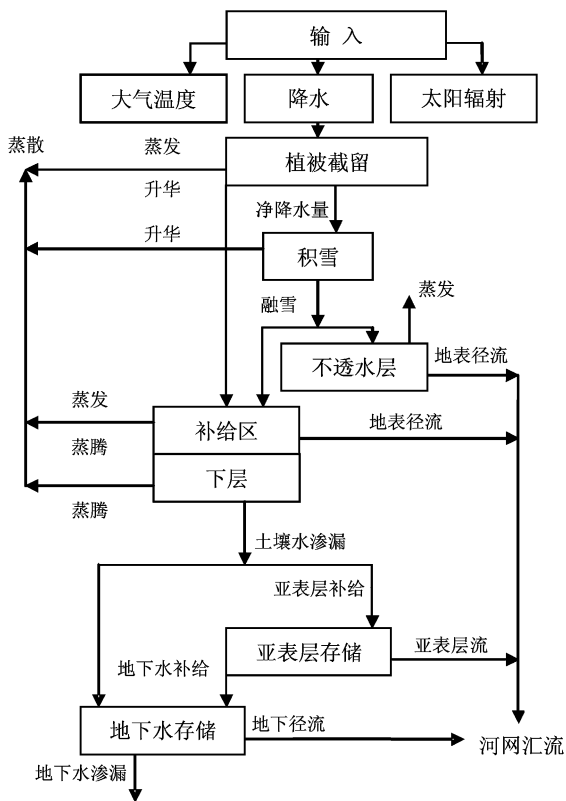 输 入
大气温度
降水
太阳辐射
蒸散
蒸发
植被截留
升华
净降水量
升华
积雪
蒸发
融雪
不透水层
地表径流
蒸发
补给区
地表径流
蒸腾
下层
蒸腾
土壤水渗漏
亚表层补给
亚表层存储
亚表层流
地下水补给
地下水存储
地下径流
河网汇流
地下水渗漏